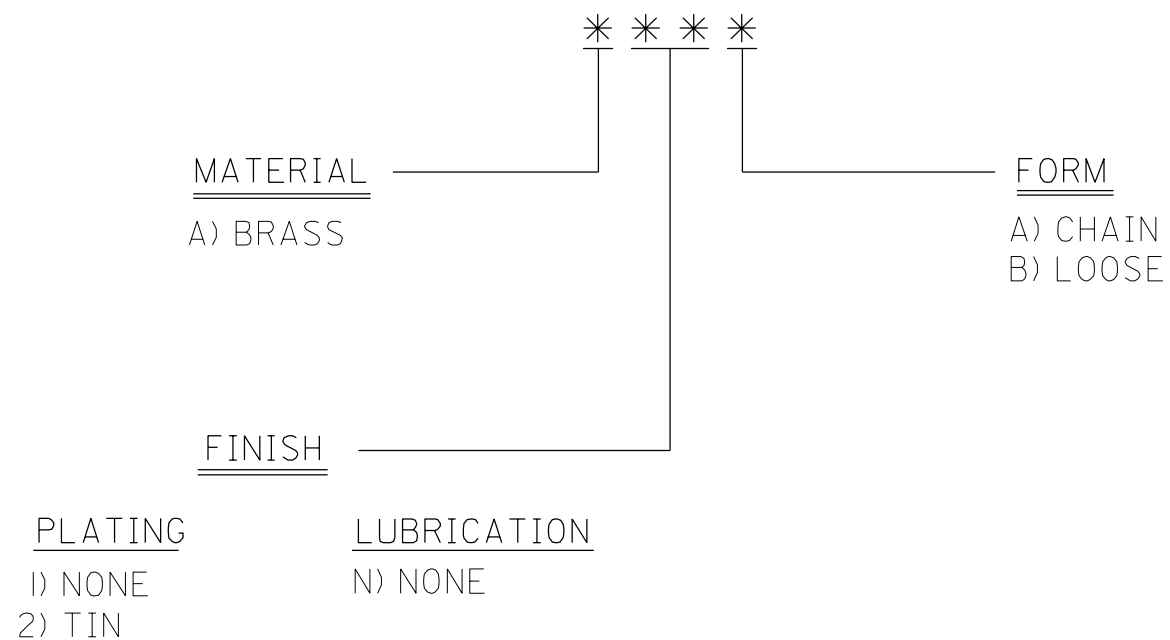 * * * *
MATERIAL
A) BRASS
FORM
A) CHAIN
B) LOOSE
FINISH
PLATING
1) NONE
2) TIN
LUBRICATION
N) NONE